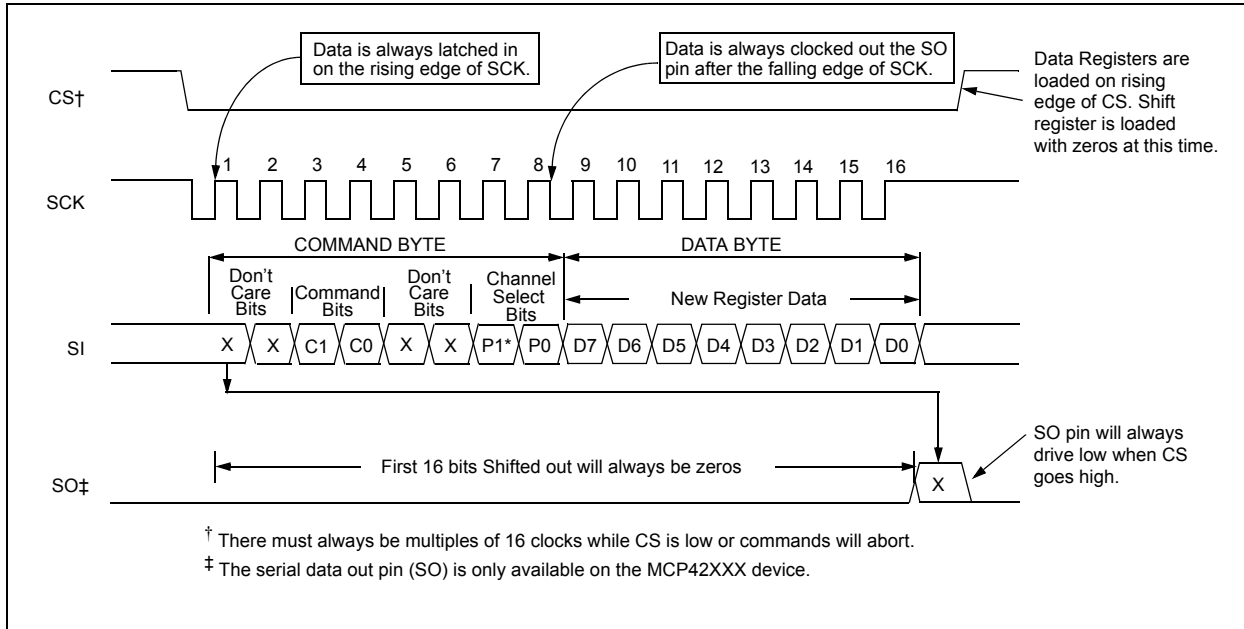 Data is always latched in
on the rising edge of SCK.
Data is always clocked out the SO
pin after the falling edge of SCK.
Data Registers are
loaded on rising
edge of CS. Shift
register is loaded
with zeros at this time.
CS†
1 2 3 4 5 6 7 8 9 10 11 12 13 14 15 16
SCK
COMMAND BYTE
DATA BYTE
Don't
Care
Bits
Command
Bits
Don't
Care
Bits
Channel
Select
Bits
New Register Data
SI
X X C1 C0 X X P1* P0 D7 D6 D5 D4 D3 D2 D1 D0
First 16 bits Shifted out will always be zeros
SO‡
X
SO pin will always
drive low when CS
goes high.
† There must always be multiples of 16 clocks while CS is low or commands will abort.
‡ The serial data out pin (SO) is only available on the MCP42XXX device.